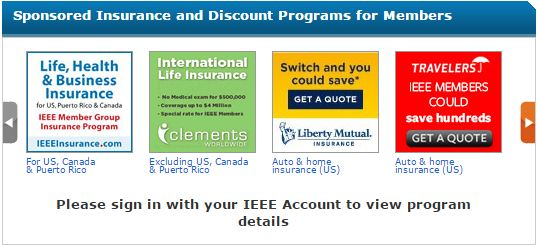 Sponsored Insurance and Discount Programs for Members
Life, Health
& Business
Insurance
for US, Puerto Rico & Canada
IEEE Member Group
Insurance Program
IEEEInsurance.com
For US, Canada
& Puerto Rico
International
Life Insurance
• No Medical exam for $500,000
• Coverage up to $4 Million
• Special rate for IEEE Members
clements
WORLDWIDE
Excluding US, Canada
& Puerto Rico
Switch and you
could save*
GET A QUOTE
Liberty Mutual.
INSURANCE
Auto & home
insurance (US)
TRAVELERS
IEEE MEMBERS
COULD
save hundreds
GET A QUOTE
Auto & home
insurance (US)
Please sign in with your IEEE Account to view program
details